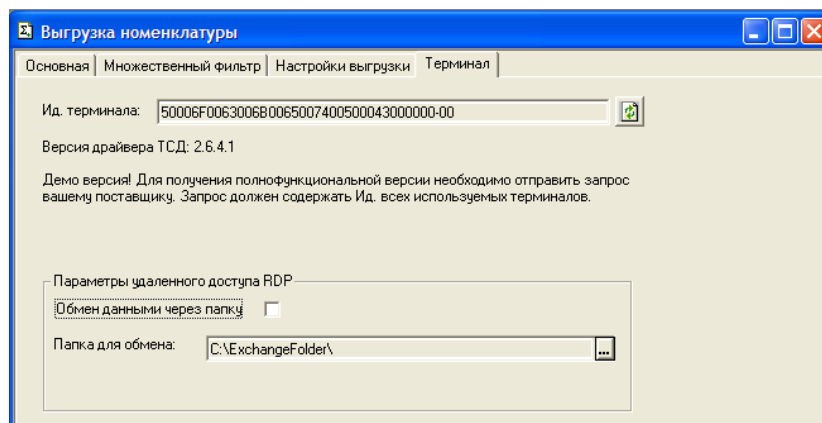 Выгрузка номенклатуры
Основная Множественный фильтр Настройки выгрузки Терминал
Ид. терминала: 50006F0063006B0065007400500043000000-00
Версия драйвера ТСД: 2.6.4.1
Демо версия! Для получения полнофункциональной версии необходимо отправить запрос
вашему поставщику. Запрос должен содержать Ид. всех используемых терминалов.
Параметры удаленного доступа RDP
Обмен данными через папку
Папка для обмена: C:\ExchangeFolder\
...